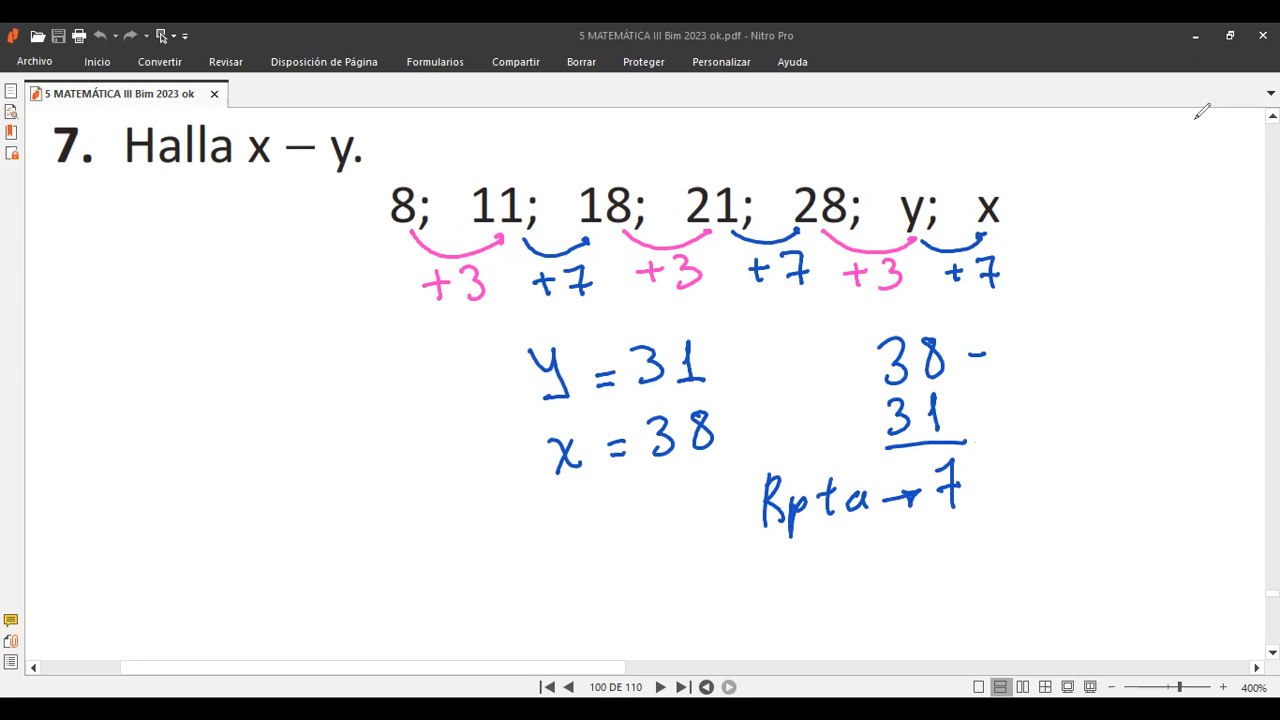 5 MATEMÁTICA III Bim 2023 ok.pdf - Nitro Pro
Archivo Inicio Convertir Revisar Disposición de Página Formularios Compartir Borrar Proteger Personalizar Ayuda
5 MATEMÁTICA III Bim 2023 ok
7. Halla x – y.
8; 11; 18; 21; 28; y; x
+3 +7 +3 +7 +3 +7
y = 31
x = 38
38 -
31
7
Rpta → 7
100 DE 110
400%